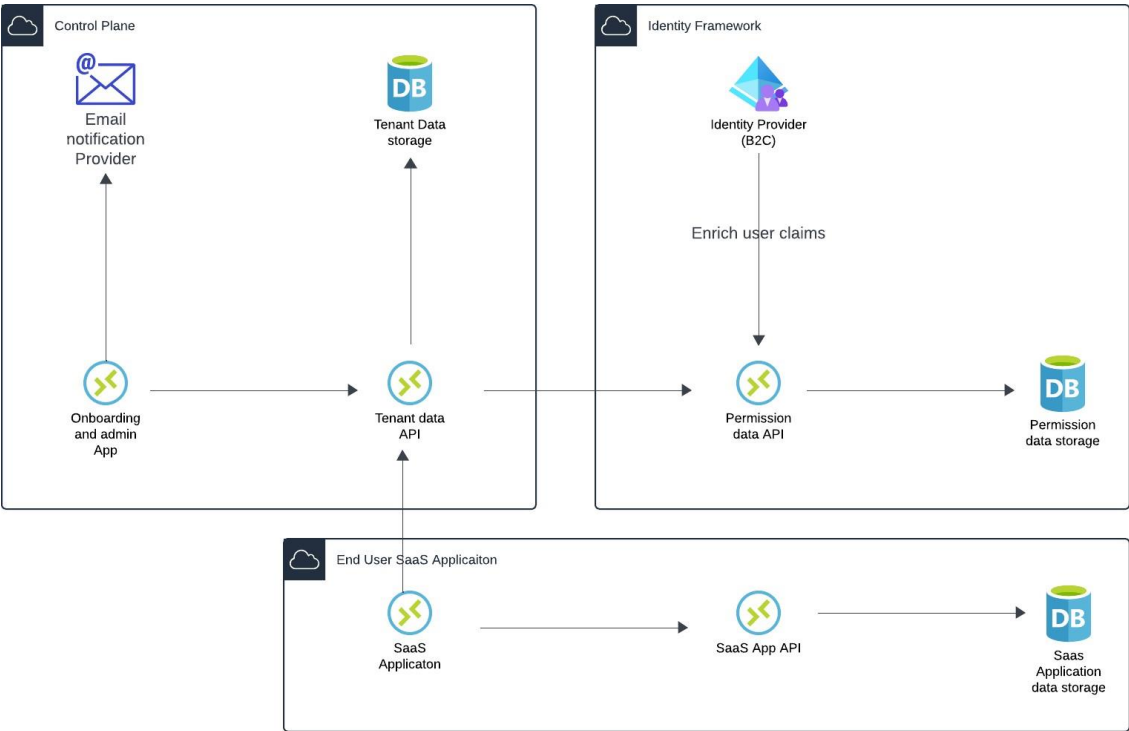 Control Plane
Identity Framework
@
Email
notification
Provider
DB
Tenant Data
storage
Identity Provider
(B2C)
Enrich user claims
Onboarding
and admin
App
Tenant data
API
Permission
data API
DB
Permission
data storage
End User SaaS Applicaiton
SaaS
Applicaton
SaaS App API
DB
Saas
Application
data storage